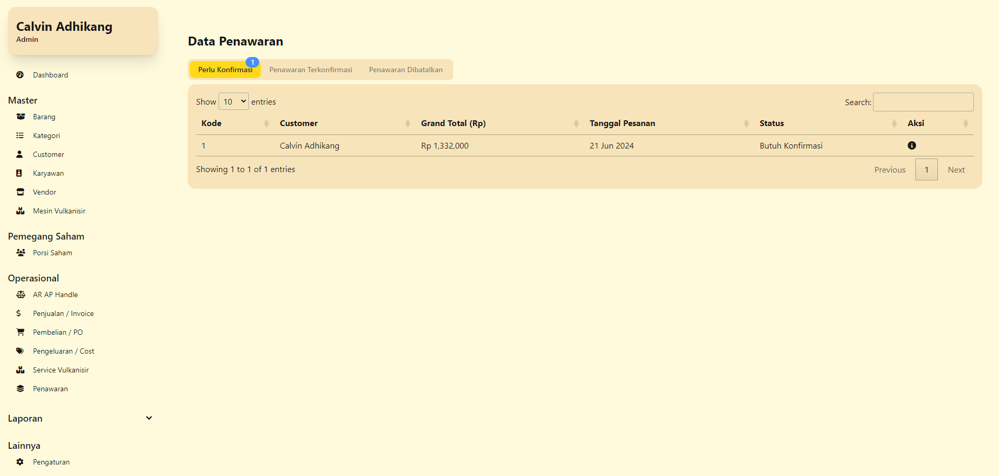 Calvin Adhikang
Admin
Dashboard
Master
Barang
Kategori
Customer
Karyawan
Vendor
Mesin Vulkanisir
Pemegang Saham
Porsi Saham
Operasional
AR AP Handle
Penjualan / Invoice
Pembelian / PO
Pengeluaran / Cost
Service Vulkanisir
Penawaran
Laporan
Lainnya
Pengaturan
Data Penawaran
Perlu Konfirmasi 1 Penawaran Terkonfirmasi Penawaran Dibatalkan
Show 10 entries Search:
Kode Customer Grand Total (Rp) Tanggal Pesanan Status Aksi
1 Calvin Adhikang Rp 1,332,000 21 Jun 2024 Butuh Konfirmasi
Showing 1 to 1 of 1 entries Previous 1 Next